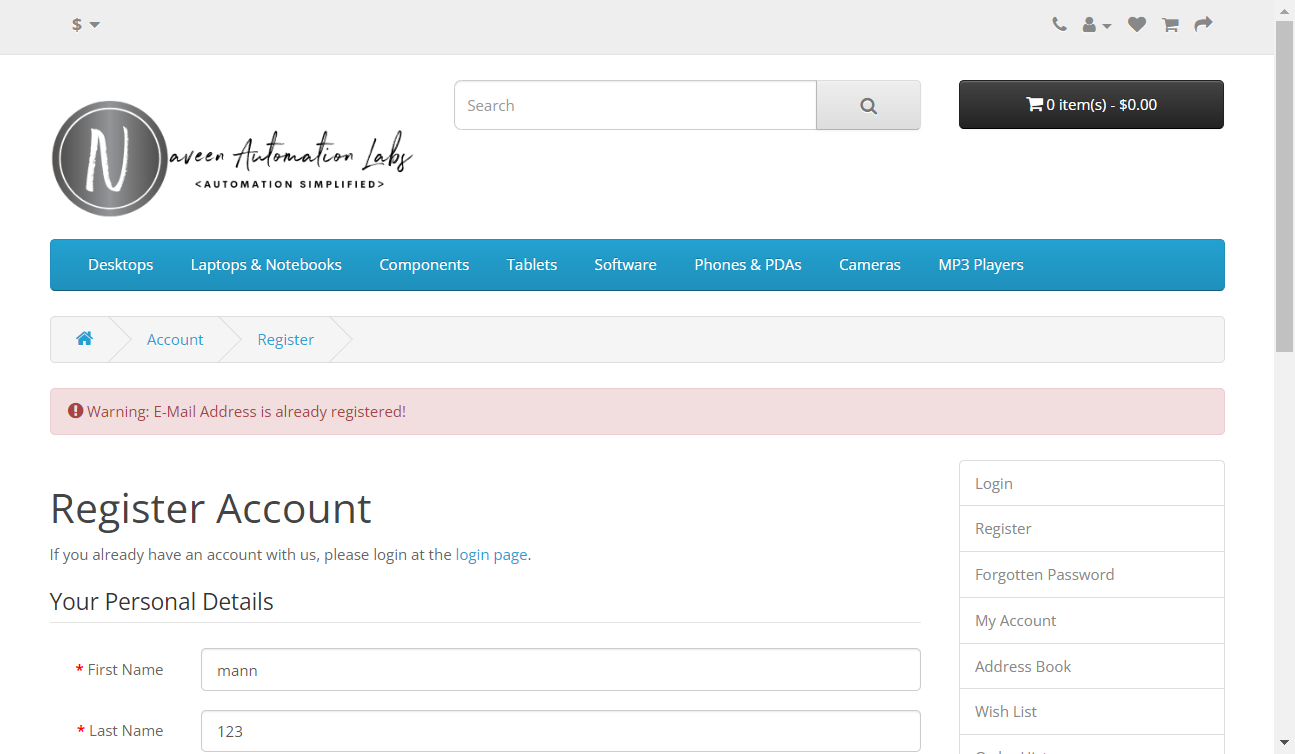 $
Search
0 item(s) - $0.00
N aveen Automation Labs
<AUTOMATION SIMPLIFIED>
Desktops Laptops & Notebooks Components Tablets Software Phones & PDAs Cameras MP3 Players
Account Register
Warning: E-Mail Address is already registered!
Register Account
If you already have an account with us, please login at the login page.
Your Personal Details
* First Name mann
* Last Name 123
Login
Register
Forgotten Password
My Account
Address Book
Wish List